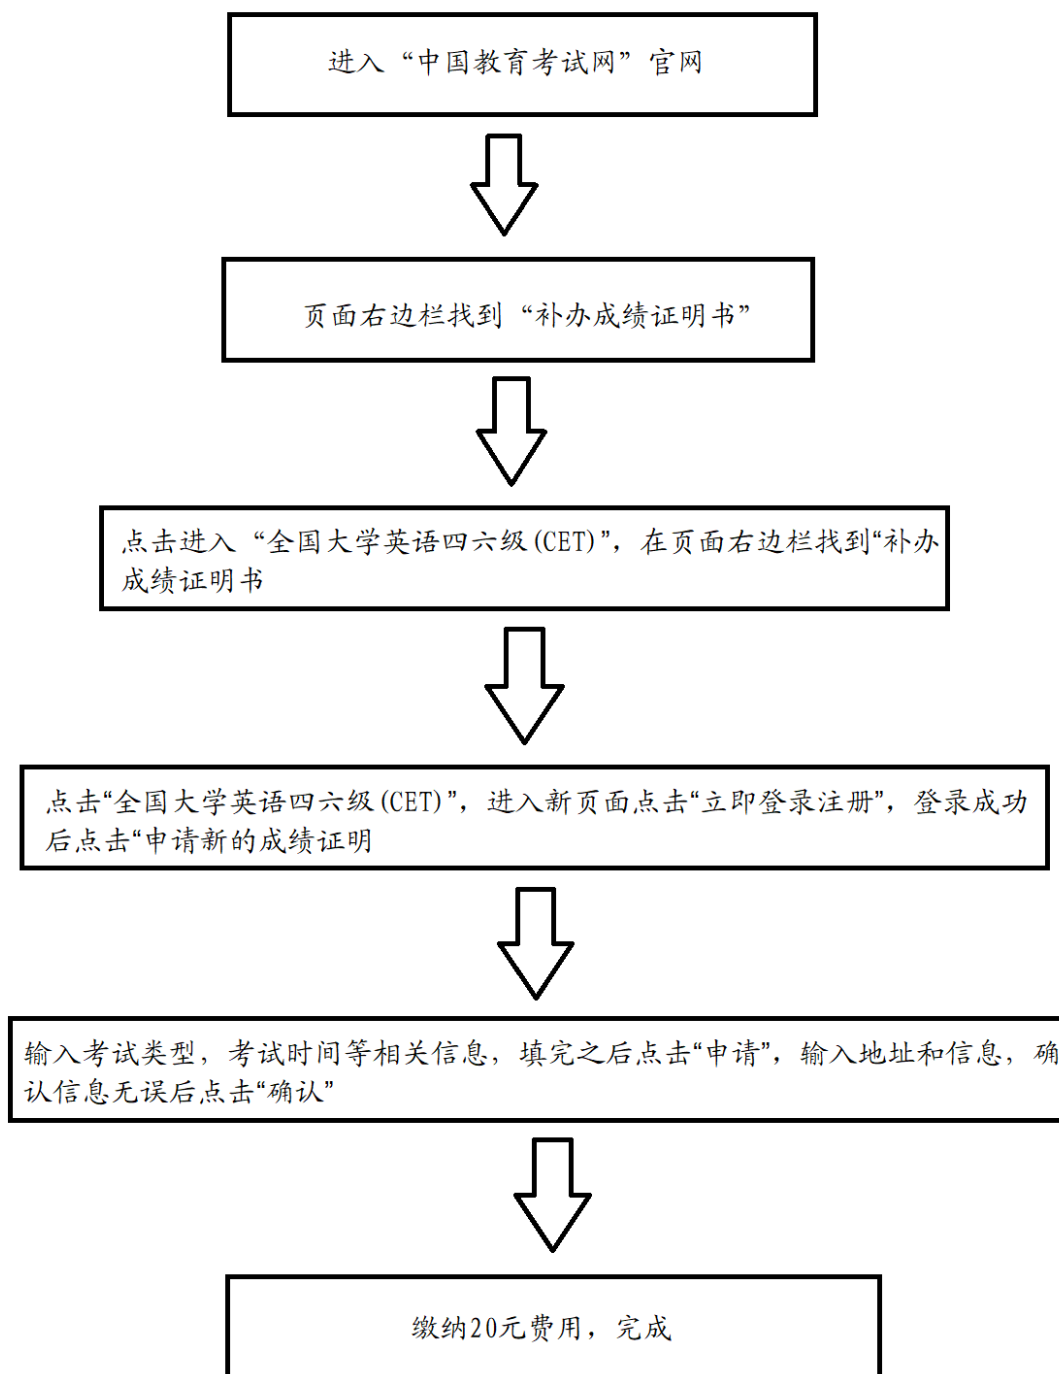 进入“中国教育考试网”官网
页面右边栏找到“补办成绩证明书”
点击进入“全国大学英语四六级(CET)”，在页面右边栏找到“补办
成绩证明书
点击“全国大学英语四六级(CET)”，进入新页面点击“立即登录注册”，登录成功
后点击“申请新的成绩证明
输入考试类型，考试时间等相关信息，填完之后点击“申请”，输入地址和信息，确
认信息无误后点击“确认”
缴纳20元费用，完成